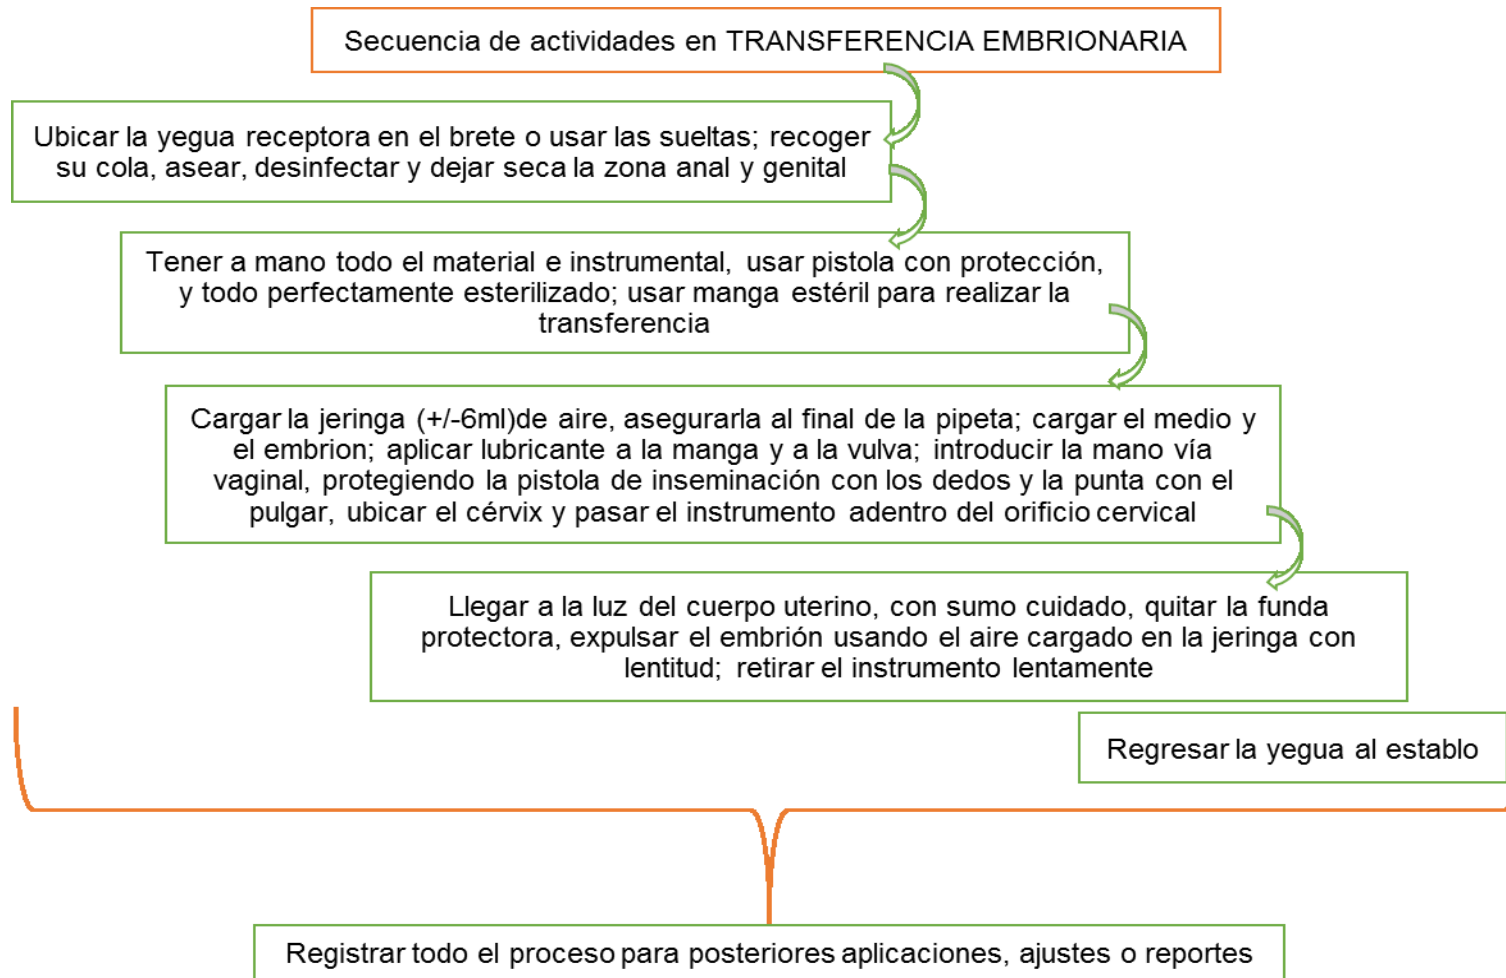 Secuencia de actividades en TRANSFERENCIA EMBRIONARIA
Ubicar la yegua receptora en el brete o usar las sueltas; recoger
su cola, asear, desinfectar y dejar seca la zona anal y genital
Tener a mano todo el material e instrumental, usar pistola con protección,
y todo perfectamente esterilizado; usar manga estéril para realizar la
transferencia
Cargar la jeringa (+/-6ml)de aire, asegurarla al final de la pipeta; cargar el medio y
el embrion; aplicar lubricante a la manga y a la vulva; introducir la mano vía
vaginal, protegiendo la pistola de inseminación con los dedos y la punta con el
pulgar, ubicar el cérvix y pasar el instrumento adentro del orificio cervical
Llegar a la luz del cuerpo uterino, con sumo cuidado, quitar la funda
protectora, expulsar el embrión usando el aire cargado en la jeringa con
lentitud; retirar el instrumento lentamente
Regresar la yegua al establo
Registrar todo el proceso para posteriores aplicaciones, ajustes o reportes